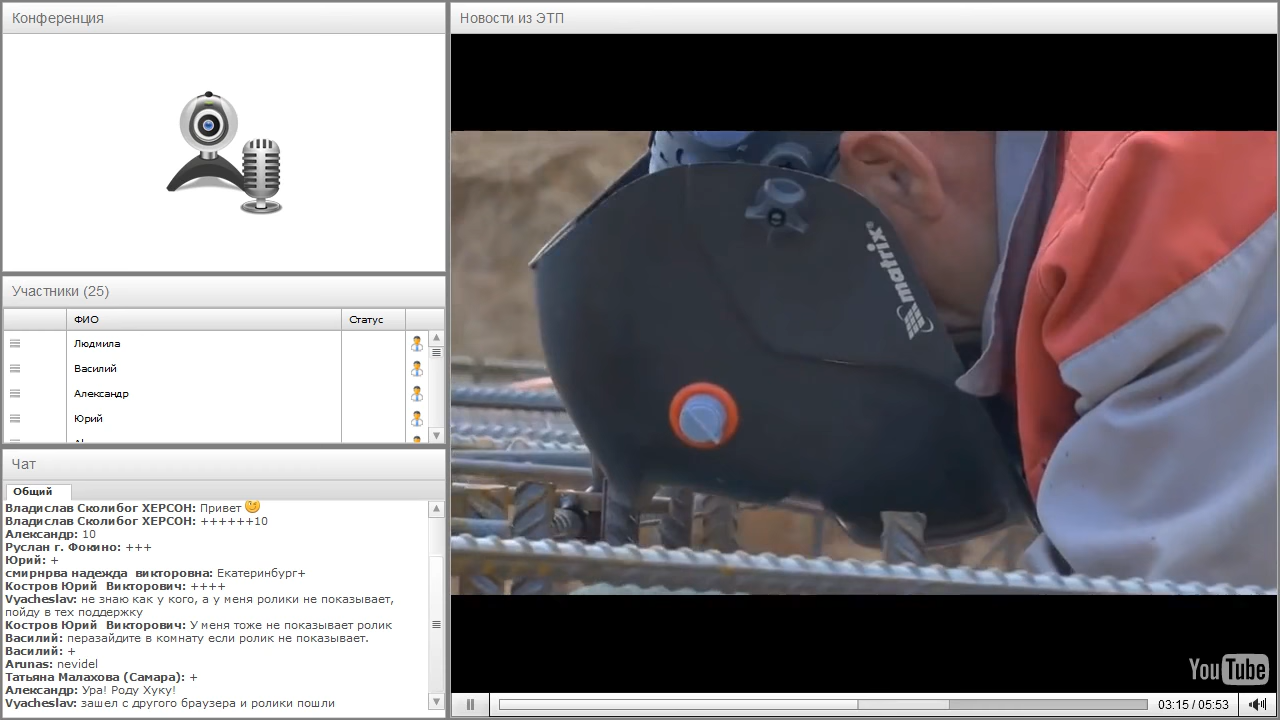 Конференция
Новости из ЭТП
matrix
Участники (25)
ФИО
Статус
Людмила
Василий
Александр
Юрий
Чат
Общий
Владислав Сколибог ХЕРСОН: Привет
Владислав Сколибог ХЕРСОН: ++++++10
Александр: 10
Руслан г. Фокино: +++
Юрий: +
смирнрва надежда викторовна: Екатеринбург+
Костров Юрий Викторович: ++++
Vyacheslav: не знаю как у кого, а у меня ролики не показывает,
пойду в тех поддержку
Костров Юрий Викторович: У меня тоже не показывает ролик
Василий: перазайдите в комнату если ролик не показывает.
Василий: +
Arunas: nevidel
Татьяна Малахова (Самара): +
Александр: Ура! Роду Хуку!
Vyacheslav: зашел с другого браузера и ролики пошли
YouTube
03:15 / 05:53